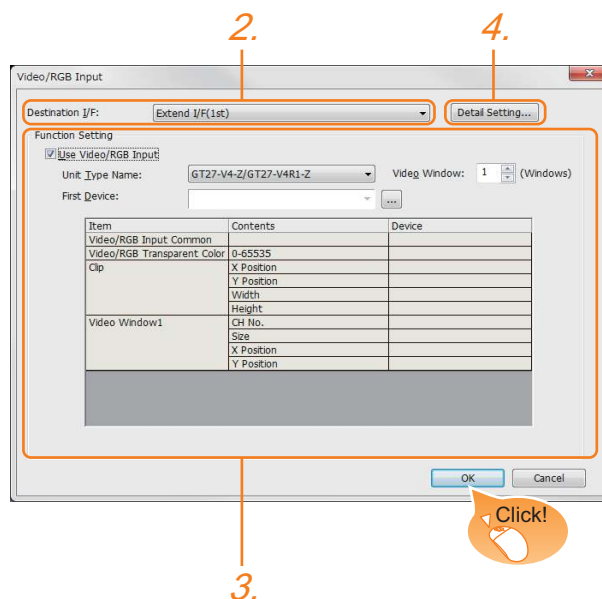 2.
4.
Video/RGB Input
Destination I/F: Extend I/F(1st) Detail Setting...
Function Setting
Use Video/RGB Input
Unit Type Name: GT27-V4-Z/GT27-V4R1-Z Video Window: 1 (Windows)
First Device: ...
Item Contents Device
Video/RGB Input Common
Video/RGB Transparent Color 0-65535
Clip X Position
Y Position
Width
Height
Video Window1 CH No.
Size
X Position
Y Position
OK Cancel
Click!
3.